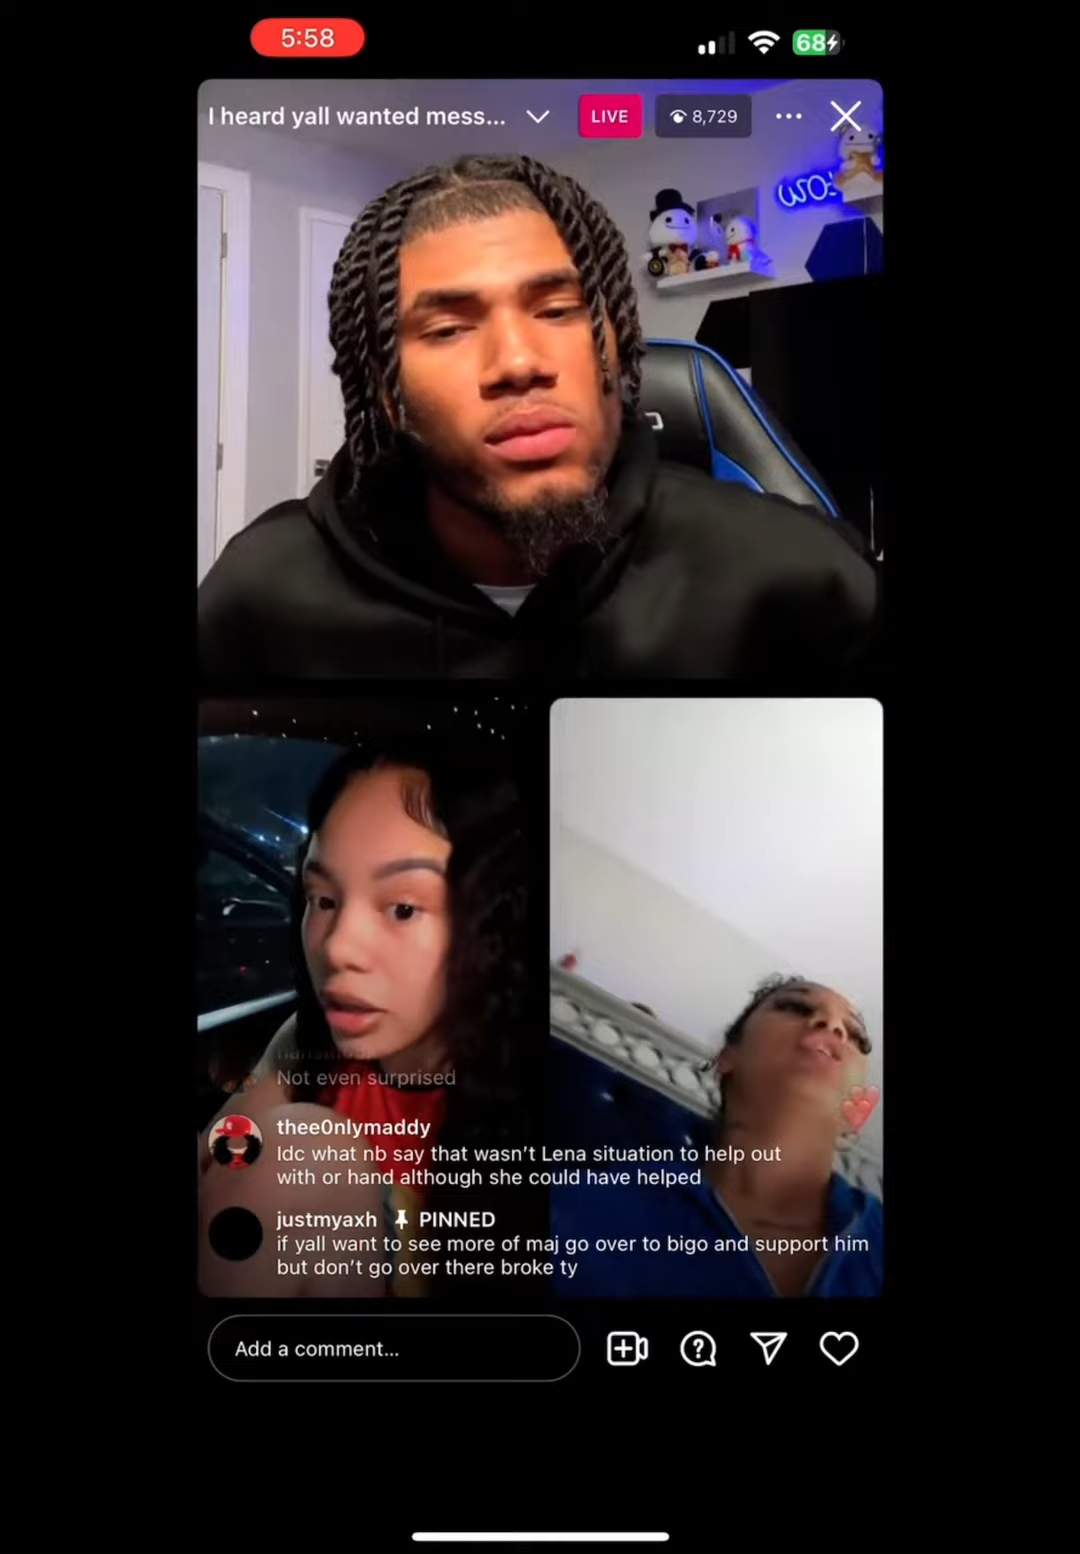 5:58
68
I heard yall wanted mess...
LIVE
8,729
Not even surprised
thee0nlymaddy
Idc what nb say that wasn't Lena situation to help out
with or hand although she could have helped
justmyaxh PINNED
if yall want to see more of maj go over to bigo and support him
but don't go over there broke ty
Add a comment...